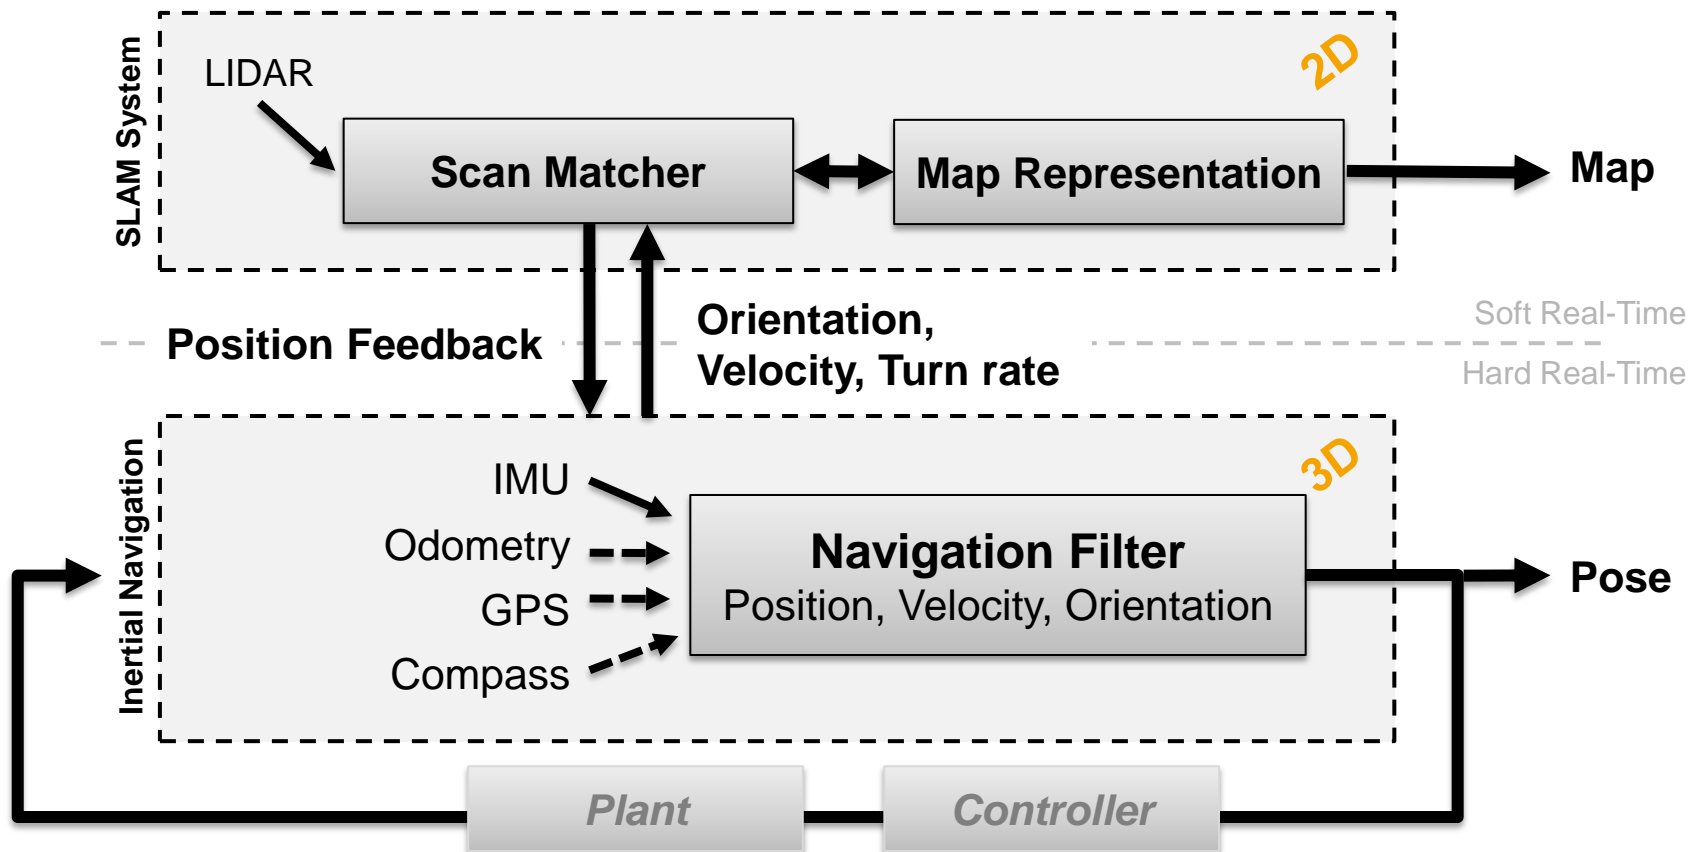 SLAM System
2D
LIDAR
Scan Matcher
Map Representation
Map
Position Feedback
Orientation,
Velocity, Turn rate
Soft Real-Time
Hard Real-Time
Inertial Navigation
3D
IMU
Odometry
GPS
Compass
Navigation Filter
Position, Velocity, Orientation
Pose
Plant
Controller